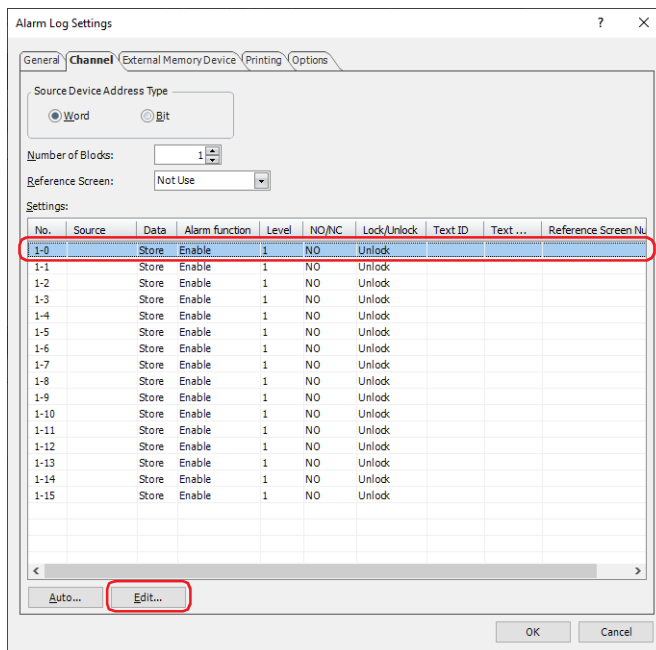 Alarm Log Settings ? ×
General Channel External Memory Device Printing Options
Source Device Address Type
Word Bit
Number of Blocks: 1
Reference Screen: Not Use
Settings:
No. Source Data Alarm function Level NO/NC Lock/Unlock Text ID Text ... Reference Screen Nu
1-0 Store Enable 1 NO Unlock
1-1 Store Enable 1 NO Unlock
1-2 Store Enable 1 NO Unlock
1-3 Store Enable 1 NO Unlock
1-4 Store Enable 1 NO Unlock
1-5 Store Enable 1 NO Unlock
1-6 Store Enable 1 NO Unlock
1-7 Store Enable 1 NO Unlock
1-8 Store Enable 1 NO Unlock
1-9 Store Enable 1 NO Unlock
1-10 Store Enable 1 NO Unlock
1-11 Store Enable 1 NO Unlock
1-12 Store Enable 1 NO Unlock
1-13 Store Enable 1 NO Unlock
1-14 Store Enable 1 NO Unlock
1-15 Store Enable 1 NO Unlock
Auto... Edit...
OK Cancel